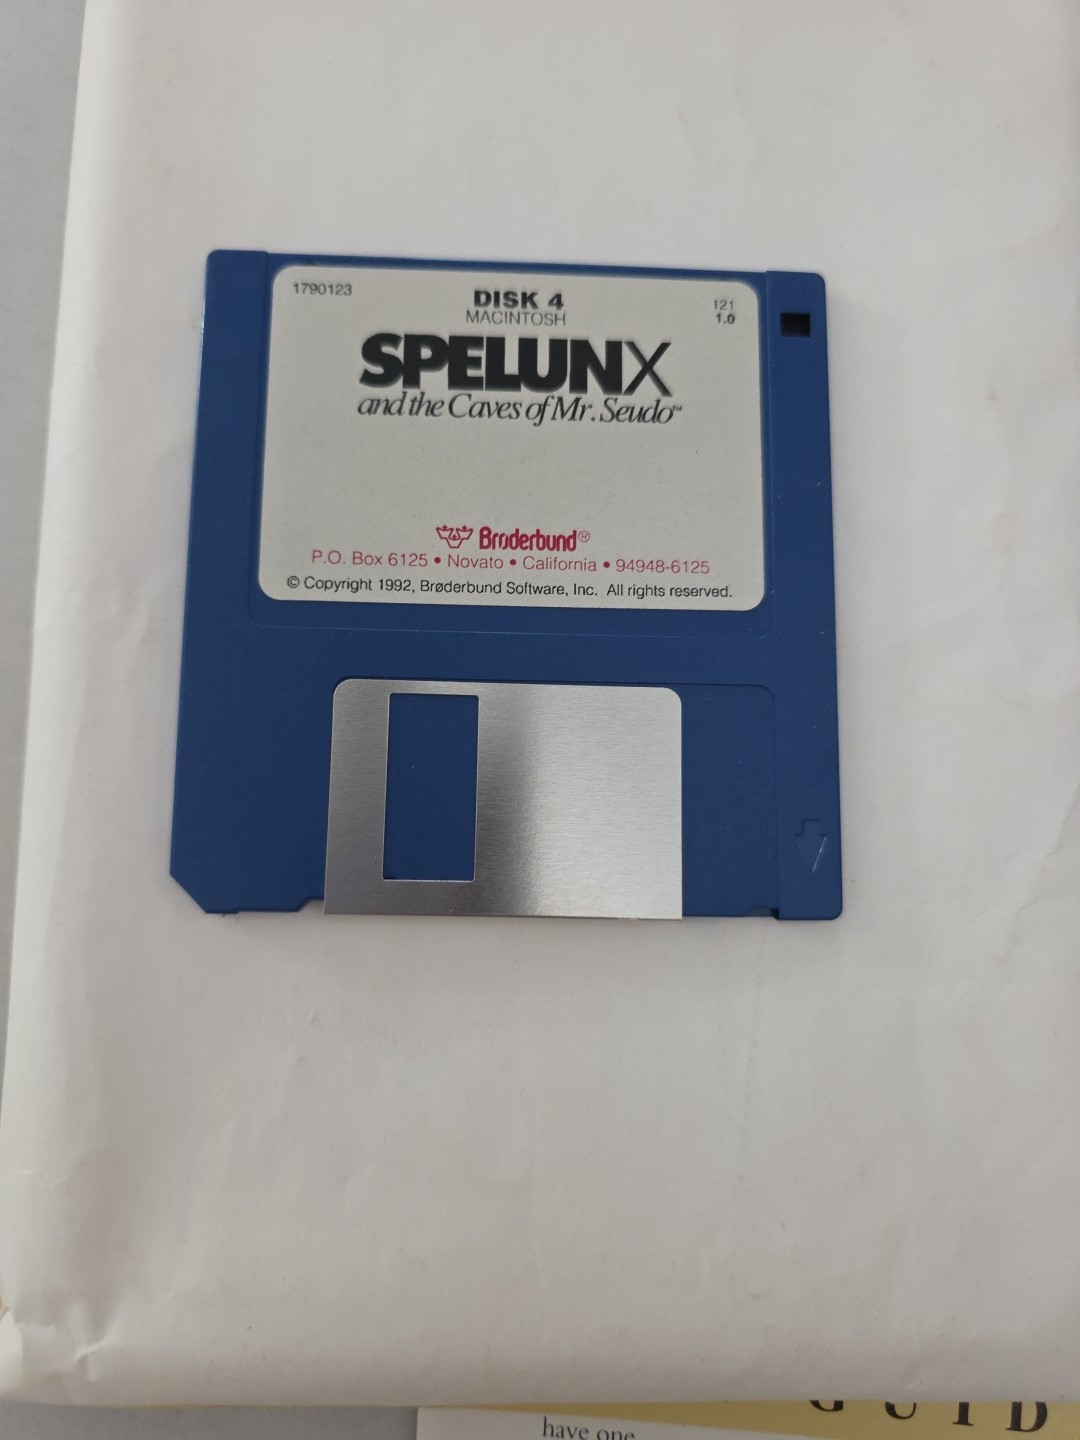 1790123
DISK 4
MACINTOSH
121
1.0
SPELUNX
and the Caves of Mr. Seudo™
Brøderbund®
P.O. Box 6125 • Novato • California • 94948-6125
© Copyright 1992, Brøderbund Software, Inc. All rights reserved.
GUID
have one